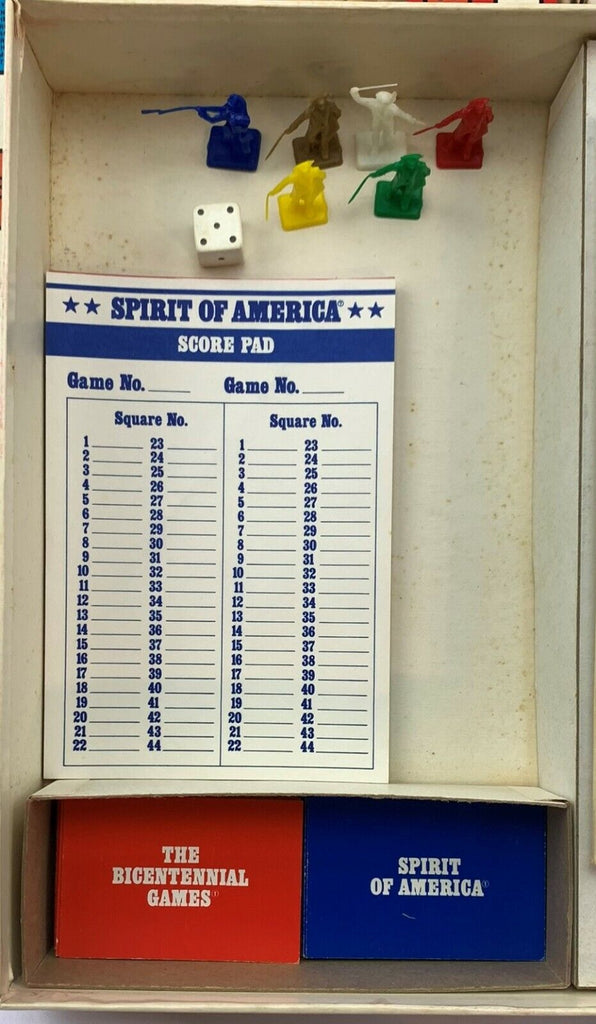 ★★ SPIRIT OF AMERICA® ★★
SCORE PAD
Game No. ____ Game No. ____
Square No. Square No.
1 23 1 23
2 24 2 24
3 25 3 25
4 26 4 26
5 27 5 27
6 28 6 28
7 29 7 29
8 30 8 30
9 31 9 31
10 32 10 32
11 33 11 33
12 34 12 34
13 35 13 35
14 36 14 36
15 37 15 37
16 38 16 38
17 39 17 39
18 40 18 40
19 41 19 41
20 42 20 42
21 43 21 43
22 44 22 44
THE
BICENTENNIAL
GAMES
SPIRIT
OF AMERICA